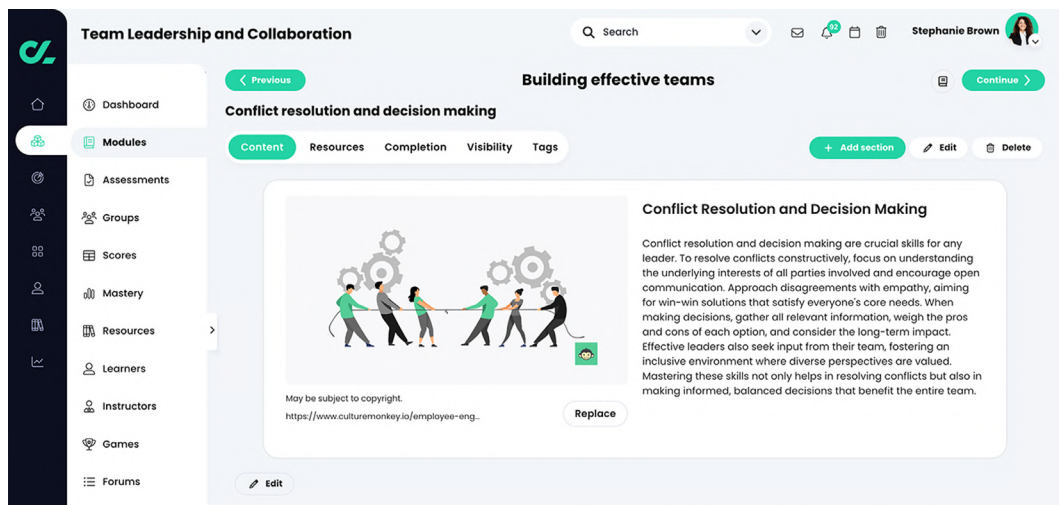 Team Leadership and Collaboration
Search
92
Stephanie Brown
Previous
Building effective teams
Continue
Conflict resolution and decision making
Dashboard
Modules
Assessments
Groups
Scores
Mastery
Resources
Learners
Instructors
Games
Forums
Content Resources Completion Visibility Tags
+ Add section
Edit
Delete
Conflict Resolution and Decision Making
Conflict resolution and decision making are crucial skills for any
leader. To resolve conflicts constructively, focus on understanding
the underlying interests of all parties involved and encourage open
communication. Approach disagreements with empathy, aiming
for win-win solutions that satisfy everyone's core needs. When
making decisions, gather all relevant information, weigh the pros
and cons of each option, and consider the long-term impact.
Effective leaders also seek input from their team, fostering an
inclusive environment where diverse perspectives are valued.
Mastering these skills not only helps in resolving conflicts but also in
making informed, balanced decisions that benefit the entire team.
May be subject to copyright.
https://www.culturemonkey.io/employee-eng...
Replace
Edit